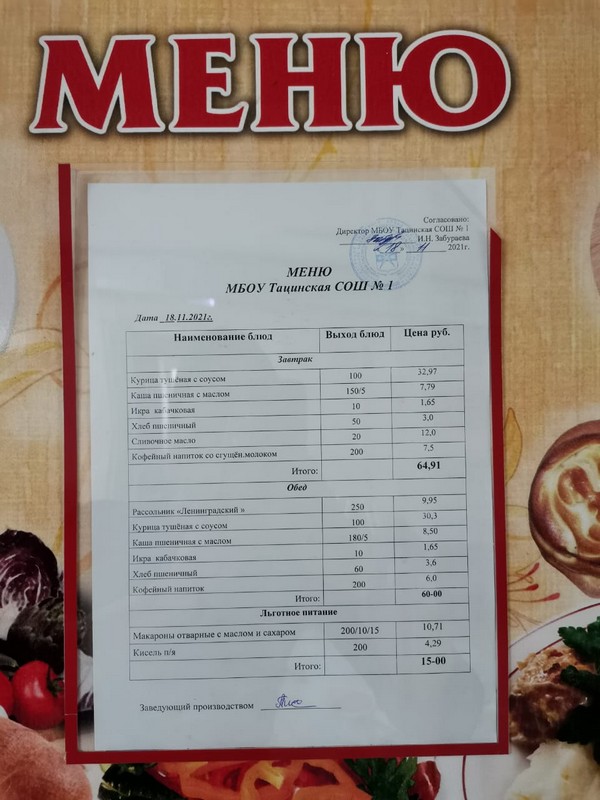 МЕНЮ
Согласовано:
Директор МБОУ Тацинская СОШ № 1
И.Н. Забураева
«18» 11 2021г.
МЕНЮ
МБОУ Тацинская СОШ № 1
Дата 18.11.2021г.
Наименование блюд Выход блюд Цена руб.
Завтрак
Курица тушёная с соусом 100 32,97
Каша пшеничная с маслом 150/5 7,79
Икра кабачковая 10 1,65
Хлеб пшеничный 50 3,0
Сливочное масло 20 12,0
Кофейный напиток со сгущён.молоком 200 7,5
Итого: 64,91
Обед
Рассольник «Ленинградский » 250 9,95
Курица тушёная с соусом 100 30,3
Каша пшеничная с маслом 180/5 8,50
Икра кабачковая 10 1,65
Хлеб пшеничный 60 3,6
Кофейный напиток 200 6,0
Итого: 60-00
Льготное питание
Макароны отварные с маслом и сахаром 200/10/15 10,71
Кисель п/я 200 4,29
Итого: 15-00
Заведующий производством